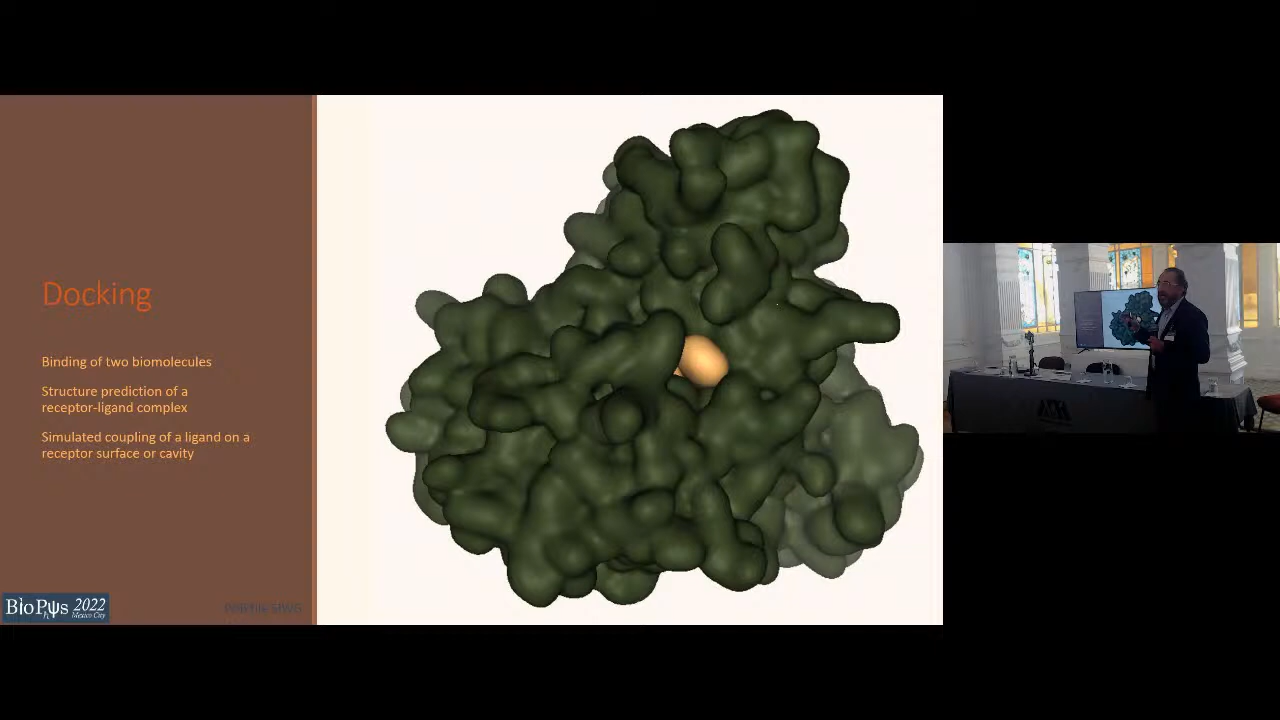 Docking
Binding of two biomolecules
Structure prediction of a
receptor-ligand complex
Simulated coupling of a ligand on a
receptor surface or cavity
BioPhψs 2022
Mexico City